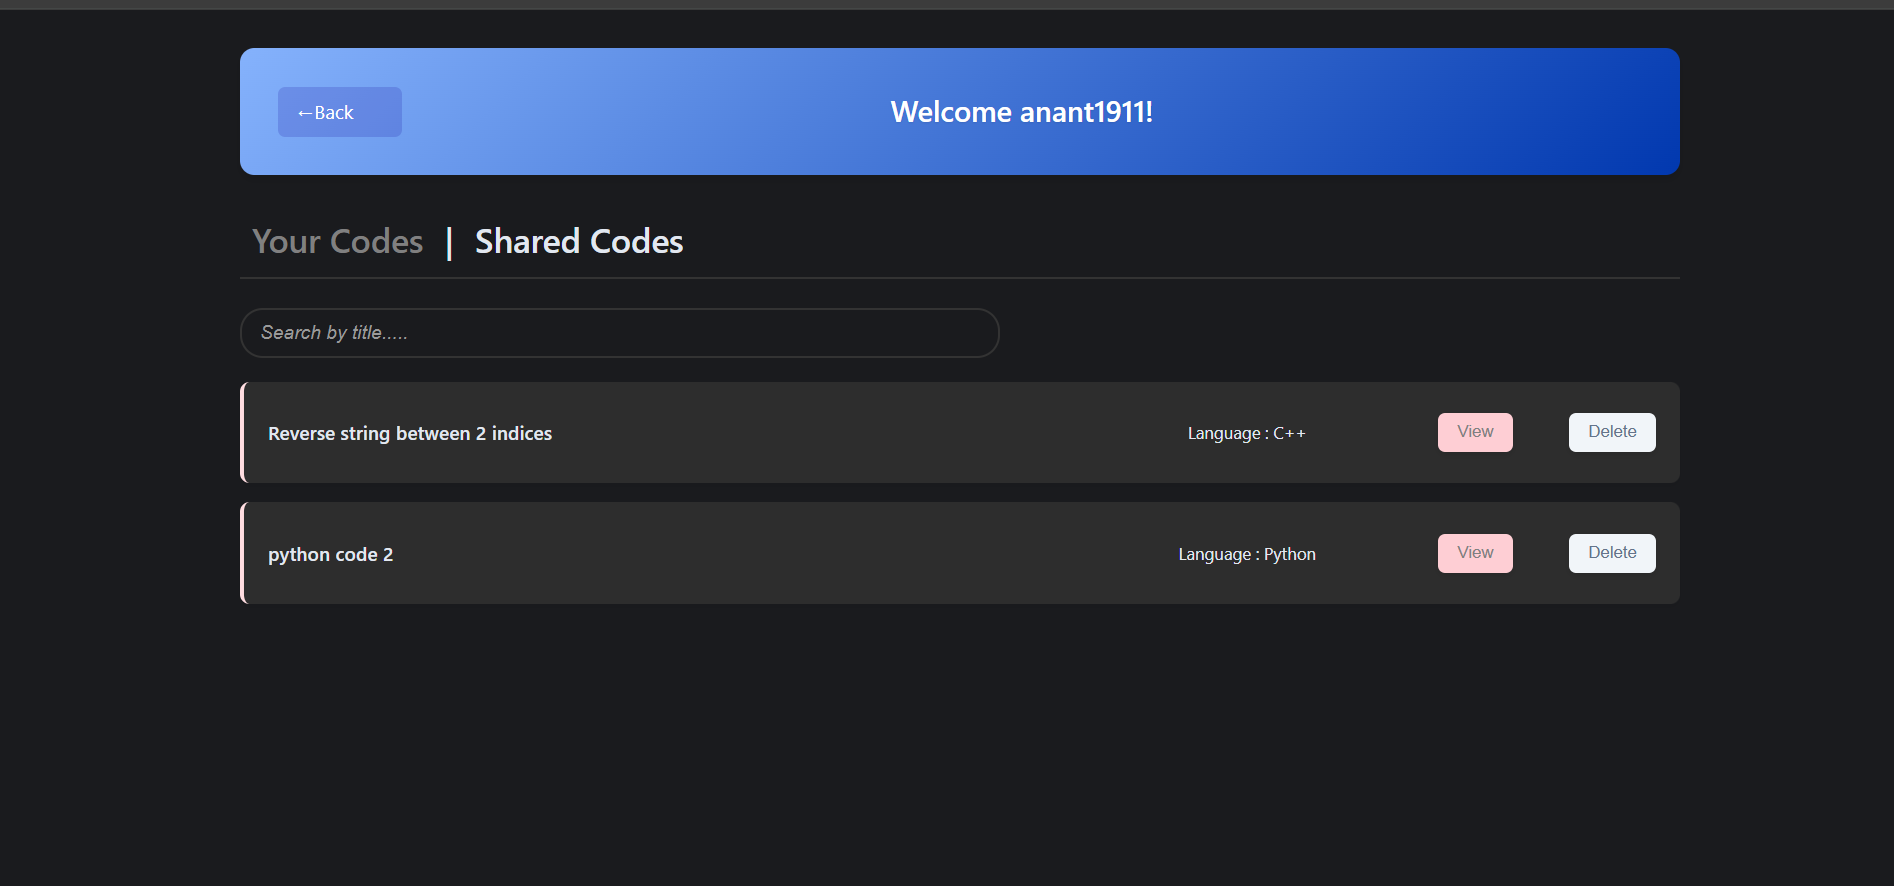 ←Back
Welcome anant1911!
Your Codes | Shared Codes
Search by title.....
Reverse string between 2 indices Language : C++ View Delete
python code 2 Language : Python View Delete